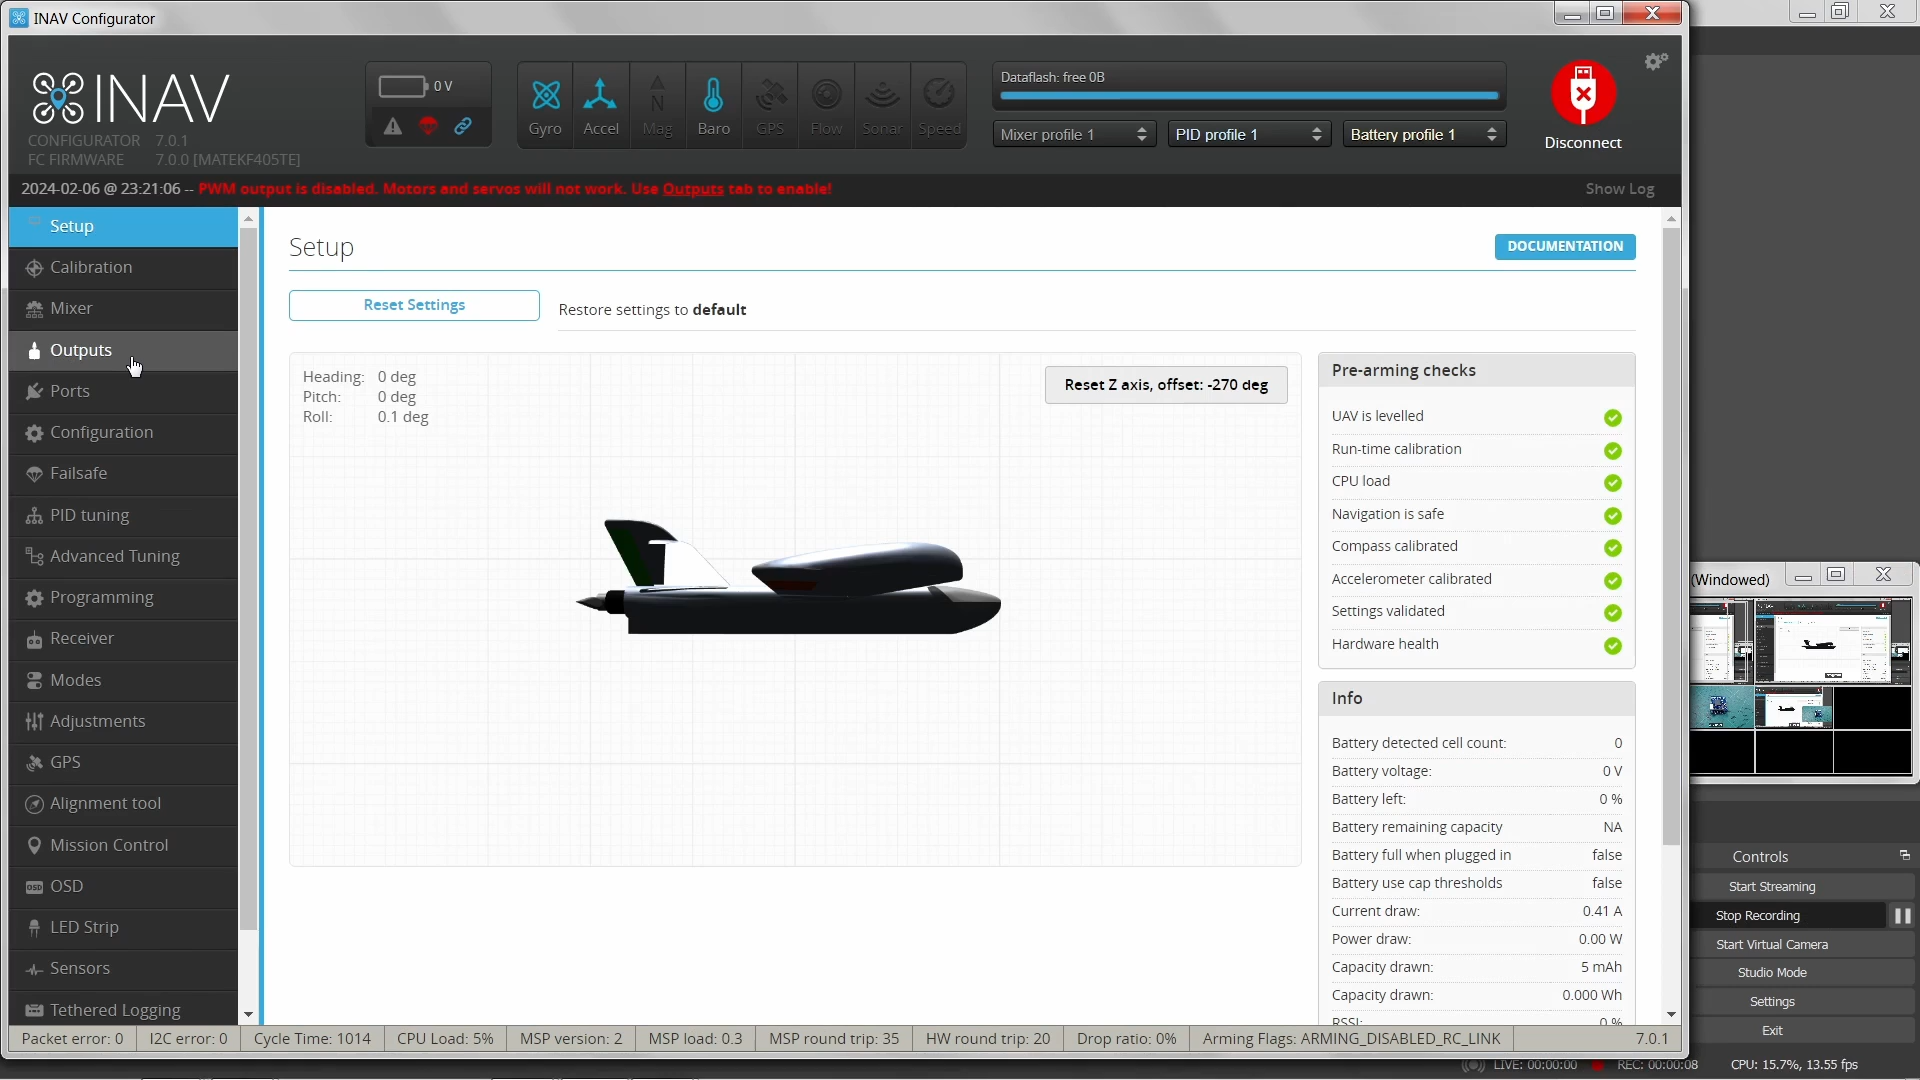 INAV Configurator
INAV
CONFIGURATOR 7.0.1
FC FIRMWARE 7.0.0 [MATEKF405TE]
0 V
Gyro
Accel
N
Mag
Baro
GPS
Flow
Sonar
Speed
Dataflash: free 0B
Mixer profile 1
PID profile 1
Battery profile 1
Disconnect
2024-02-06 @ 23:21:06 -- PWM output is disabled. Motors and servos will not work. Use Outputs tab to enable!
Show Log
Setup
Calibration
Mixer
Outputs
Ports
Configuration
Failsafe
PID tuning
Advanced Tuning
Programming
Receiver
Modes
Adjustments
GPS
Alignment tool
Mission Control
OSD
OSD
LED Strip
Sensors
Tethered Logging
Setup
DOCUMENTATION
Reset Settings
Restore settings to default
Heading: 0 deg
Pitch: 0 deg
Roll: 0.1 deg
Reset Z axis, offset: -270 deg
Pre-arming checks
UAV is levelled
Run-time calibration
CPU load
Navigation is safe
Compass calibrated
Accelerometer calibrated
Settings validated
Hardware health
Info
Battery detected cell count: 0
Battery voltage: 0 V
Battery left: 0 %
Battery remaining capacity NA
Battery full when plugged in false
Battery use cap thresholds false
Current draw: 0.41 A
Power draw: 0.00 W
Capacity drawn: 5 mAh
Capacity drawn: 0.000 Wh
RSSI: 0 %
Packet error: 0
I2C error: 0
Cycle Time: 1014
CPU Load: 5%
MSP version: 2
MSP load: 0.3
MSP round trip: 35
HW round trip: 20
Drop ratio: 0%
Arming Flags: ARMING_DISABLED_RC_LINK
7.0.1
(Windowed)
Controls
Start Streaming
Stop Recording
Start Virtual Camera
Studio Mode
Settings
Exit
LIVE: 00:00:00
REC: 00:00:08
CPU: 15.7%, 13.55 fps